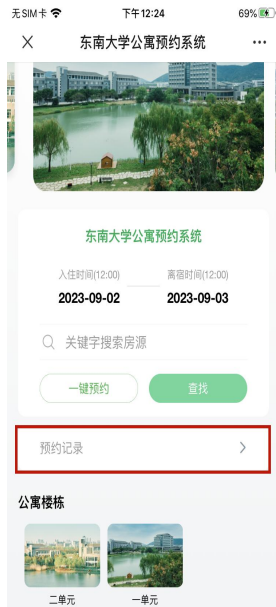 无SIM卡 下午12:24 69%
东南大学公寓预约系统
东南大学公寓预约系统
入住时间(12:00) 离宿时间(12:00)
2023-09-02 2023-09-03
关键字搜索房源
一键预约 查找
预约记录
公寓楼栋
二单元 一单元